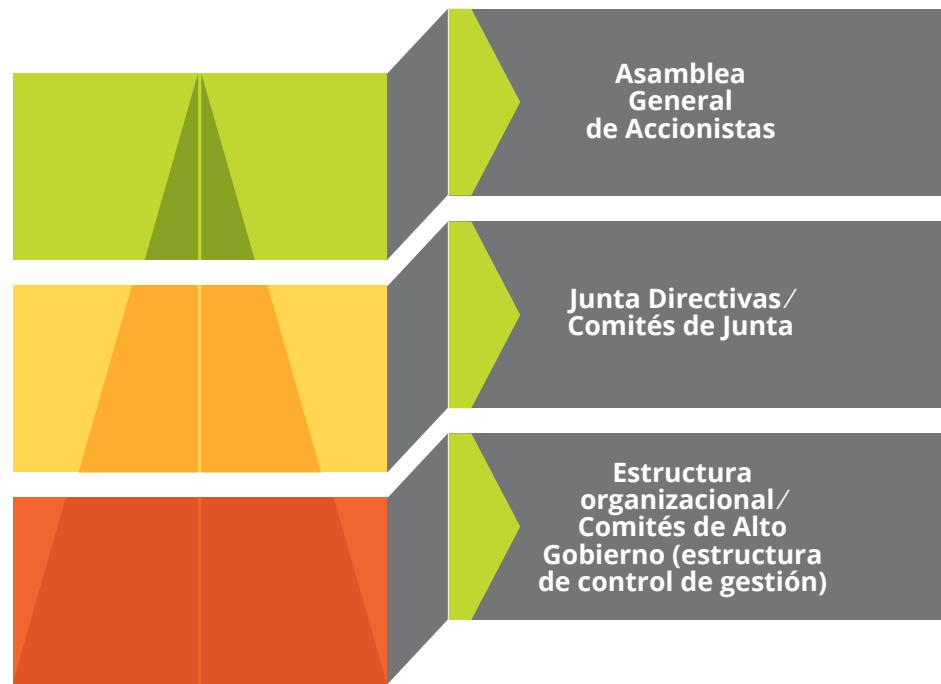 Asamblea
General
de Accionistas
Junta Directivas/
Comités de Junta
Estructura
organizacional/
Comités de Alto
Gobierno (estructura
de control de gestión)